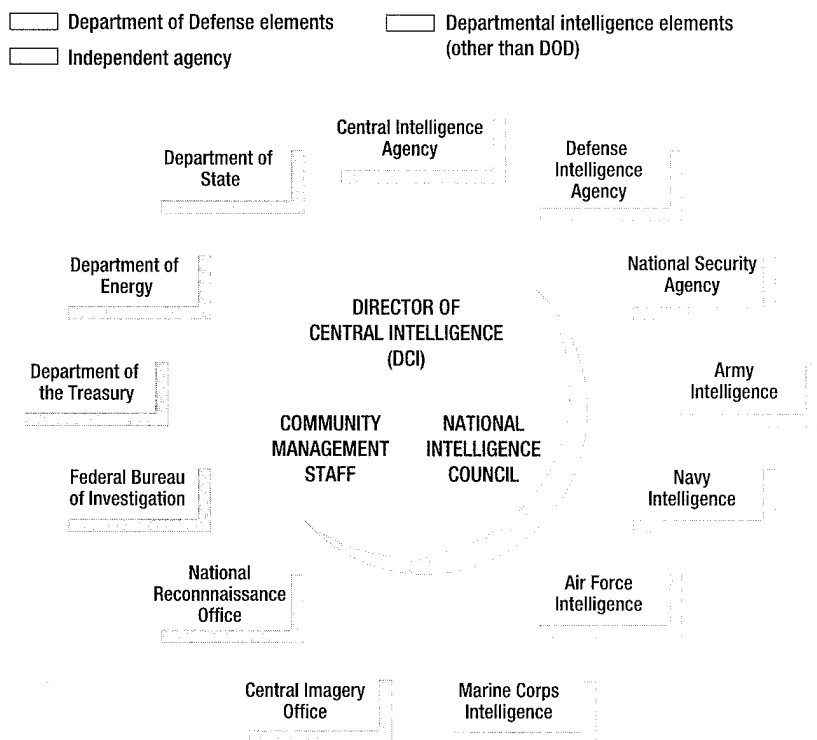 Department of Defense elements
Independent agency
Departmental intelligence elements
(other than DOD)
Central Intelligence
Agency
Department of
State
Defense
Intelligence
Agency
Department of
Energy
National Security
Agency
DIRECTOR OF
CENTRAL INTELLIGENCE
(DCI)
Department of
the Treasury
Army
Intelligence
COMMUNITY
MANAGEMENT
STAFF
NATIONAL
INTELLIGENCE
COUNCIL
Federal Bureau
of Investigation
Navy
Intelligence
National
Reconnnaissance
Office
Air Force
Intelligence
Central Imagery
Office
Marine Corps
Intelligence